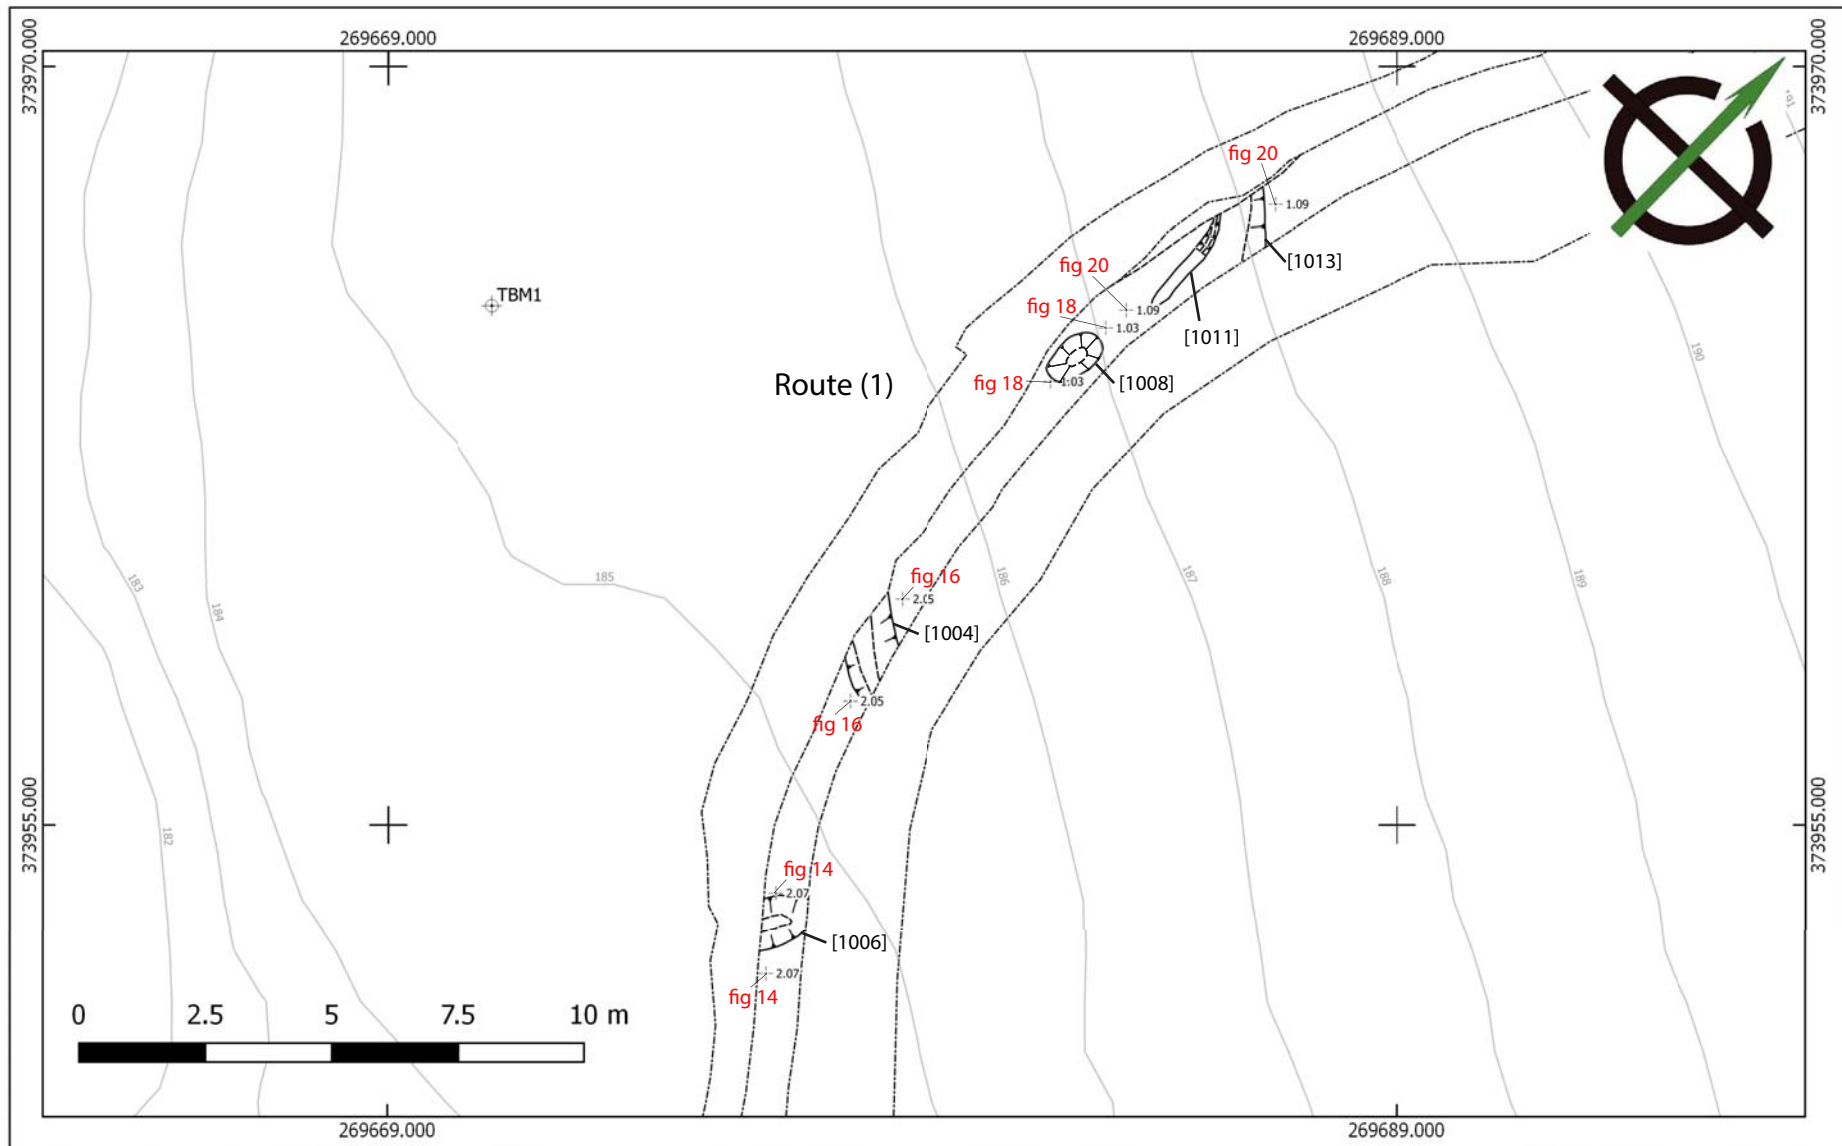 269669.000
269689.000
373970.000
373970.000
191
fig 20
1.09
[1013]
fig 20
TBM1
fig 18
1.09
1.03
[1011]
190
Route (1)
fig 18
1.03
[1008]
183
185
fig 16
186
187
188
189
184
2.05
[1004]
2.05
fig 16
373955.000
373955.000
182
fig 14
2.07
[1006]
2.07
fig 14
0 2.5 5 7.5 10 m
269669.000
269689.000